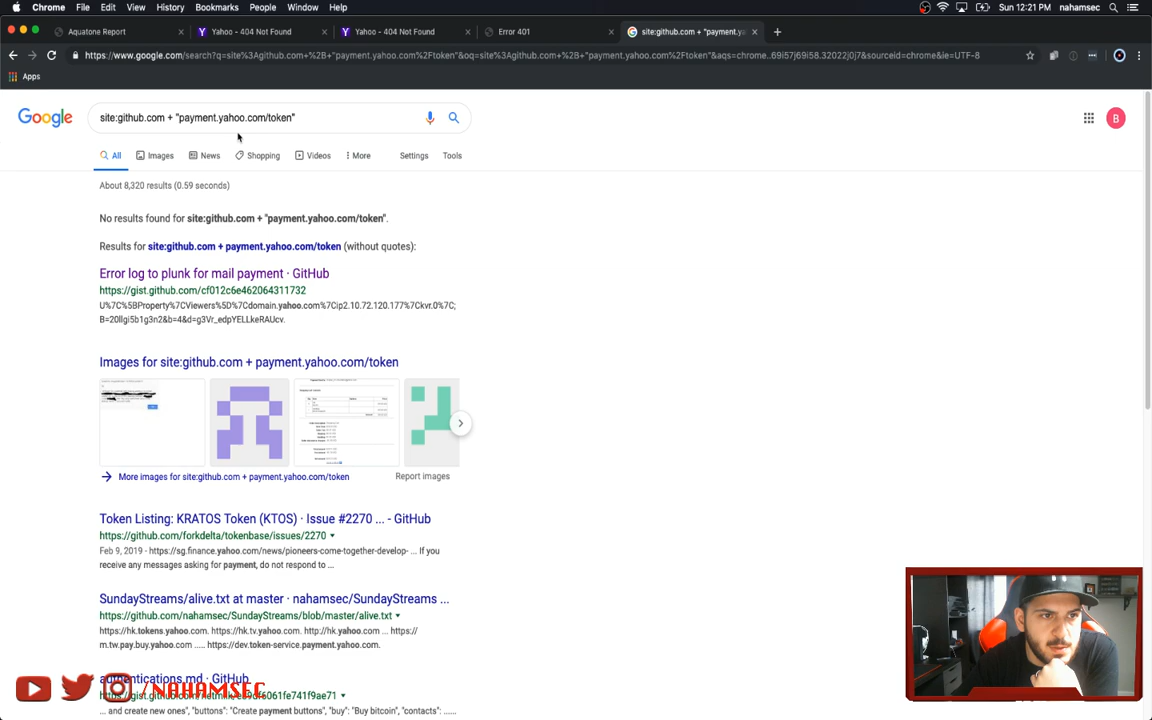 Chrome File Edit View History Bookmarks People Window Help Sun 12:21 PM nahamsec
Aquatone Report Yahoo - 404 Not Found Yahoo - 404 Not Found Error 401 site:github.com + "payment.ya
https://www.google.com/search?q=site%3Agithub.com+%2B+"payment.yahoo.com%2Ftoken"&oq=site%3Agithub.com+%2B+"payment.yahoo.com%2Ftoken"&aqs=chrome..69i57j69i58.32022j0j7&sourceid=chrome&ie=UTF-8
Apps
Google site:github.com + "payment.yahoo.com/token" B
All Images News Shopping Videos More Settings Tools
About 8,320 results (0.59 seconds)
No results found for site:github.com + "payment.yahoo.com/token".
Results for site:github.com + payment.yahoo.com/token (without quotes):
Error log to plunk for mail payment · GitHub
https://gist.github.com/cf012c6e462064311732
U%7C%5BProperty%7CViewers%5D%7Cdomain.yahoo.com%7Cip2.10.72.120.177%7Ckvr.0%7C;
B=20llgi5b1g3n2&b=4&d=g3Vr_edpYELLkeRAUcv.
Images for site:github.com + payment.yahoo.com/token
More images for site:github.com + payment.yahoo.com/token Report images
Token Listing: KRATOS Token (KTOS) · Issue #2270 ... - GitHub
https://github.com/forkdelta/tokenbase/issues/2270
Feb 9, 2019 - https://sg.finance.yahoo.com/news/pioneers-come-together-develop- ... If you
receive any messages asking for payment, do not respond to ...
SundayStreams/alive.txt at master · nahamsec/SundayStreams ...
https://github.com/nahamsec/SundayStreams/blob/master/alive.txt
https://hk.tokens.yahoo.com. https://hk.tv.yahoo.com. http://hk.yahoo.com ... https://
m.tw.pay.buy.yahoo.com ..... https://dev.token-service.payment.yahoo.com.
authentications.md · GitHub
/NAHAMSEC
... and create new ones", "buttons": "Create payment buttons", "buy": "Buy bitcoin", "contacts": ...